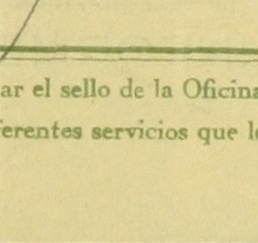 ar el sello de la Oficina
ferentes servicios que l